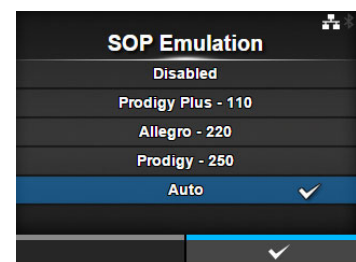 SOP Emulation
Disabled
Prodigy Plus - 110
Allegro - 220
Prodigy - 250
Auto